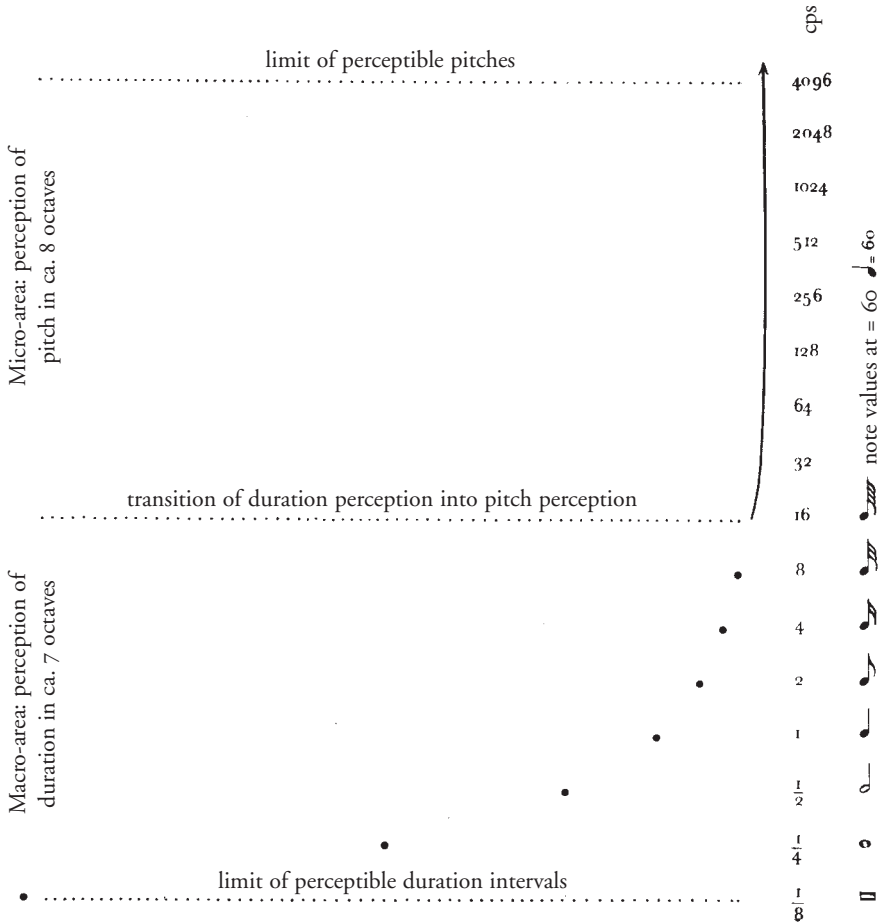 cps
limit of perceptible pitches
4096
2048
1024
512
256
128
64
32
16
8
4
2
1
1/2
1/4
1/8
Micro-area: perception of
pitch in ca. 8 octaves
transition of duration perception into pitch perception
Macro-area: perception of
duration in ca. 7 octaves
limit of perceptible duration intervals
note values at = 60 ♩= 60